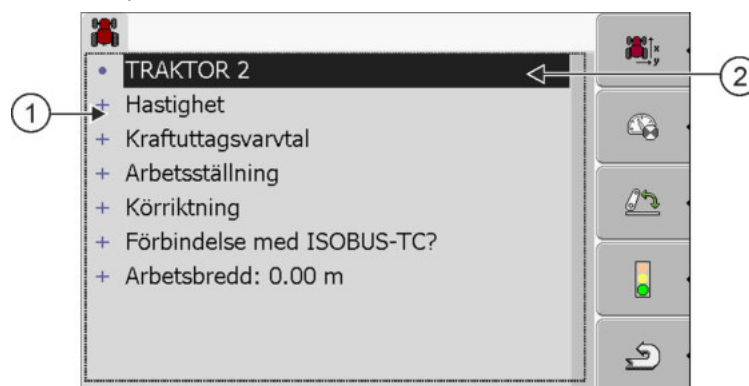 TRAKTOR 2
Hastighet
Kraftuttagsvarvtal
Arbetsställning
Körriktning
Förbindelse med ISOBUS-TC?
Arbetsbredd: 0.00 m
1
2
x
y